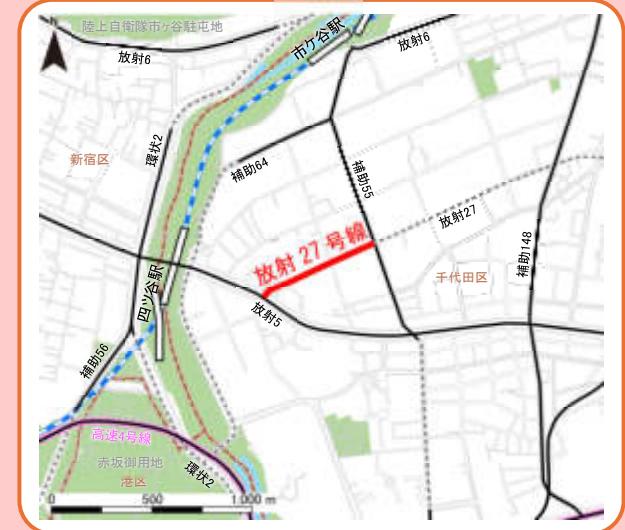 陸上自衛隊市ヶ谷駐屯地
N
市ケ谷駅
放射6
放射6
環状2
新宿区
補助64
補助55
放射27
放射 27 号線
補助148
千代田区
四ツ谷駅
放射5
補助56
高速4号線
赤坂御用地
港区
環状2
0 500 1,000 m